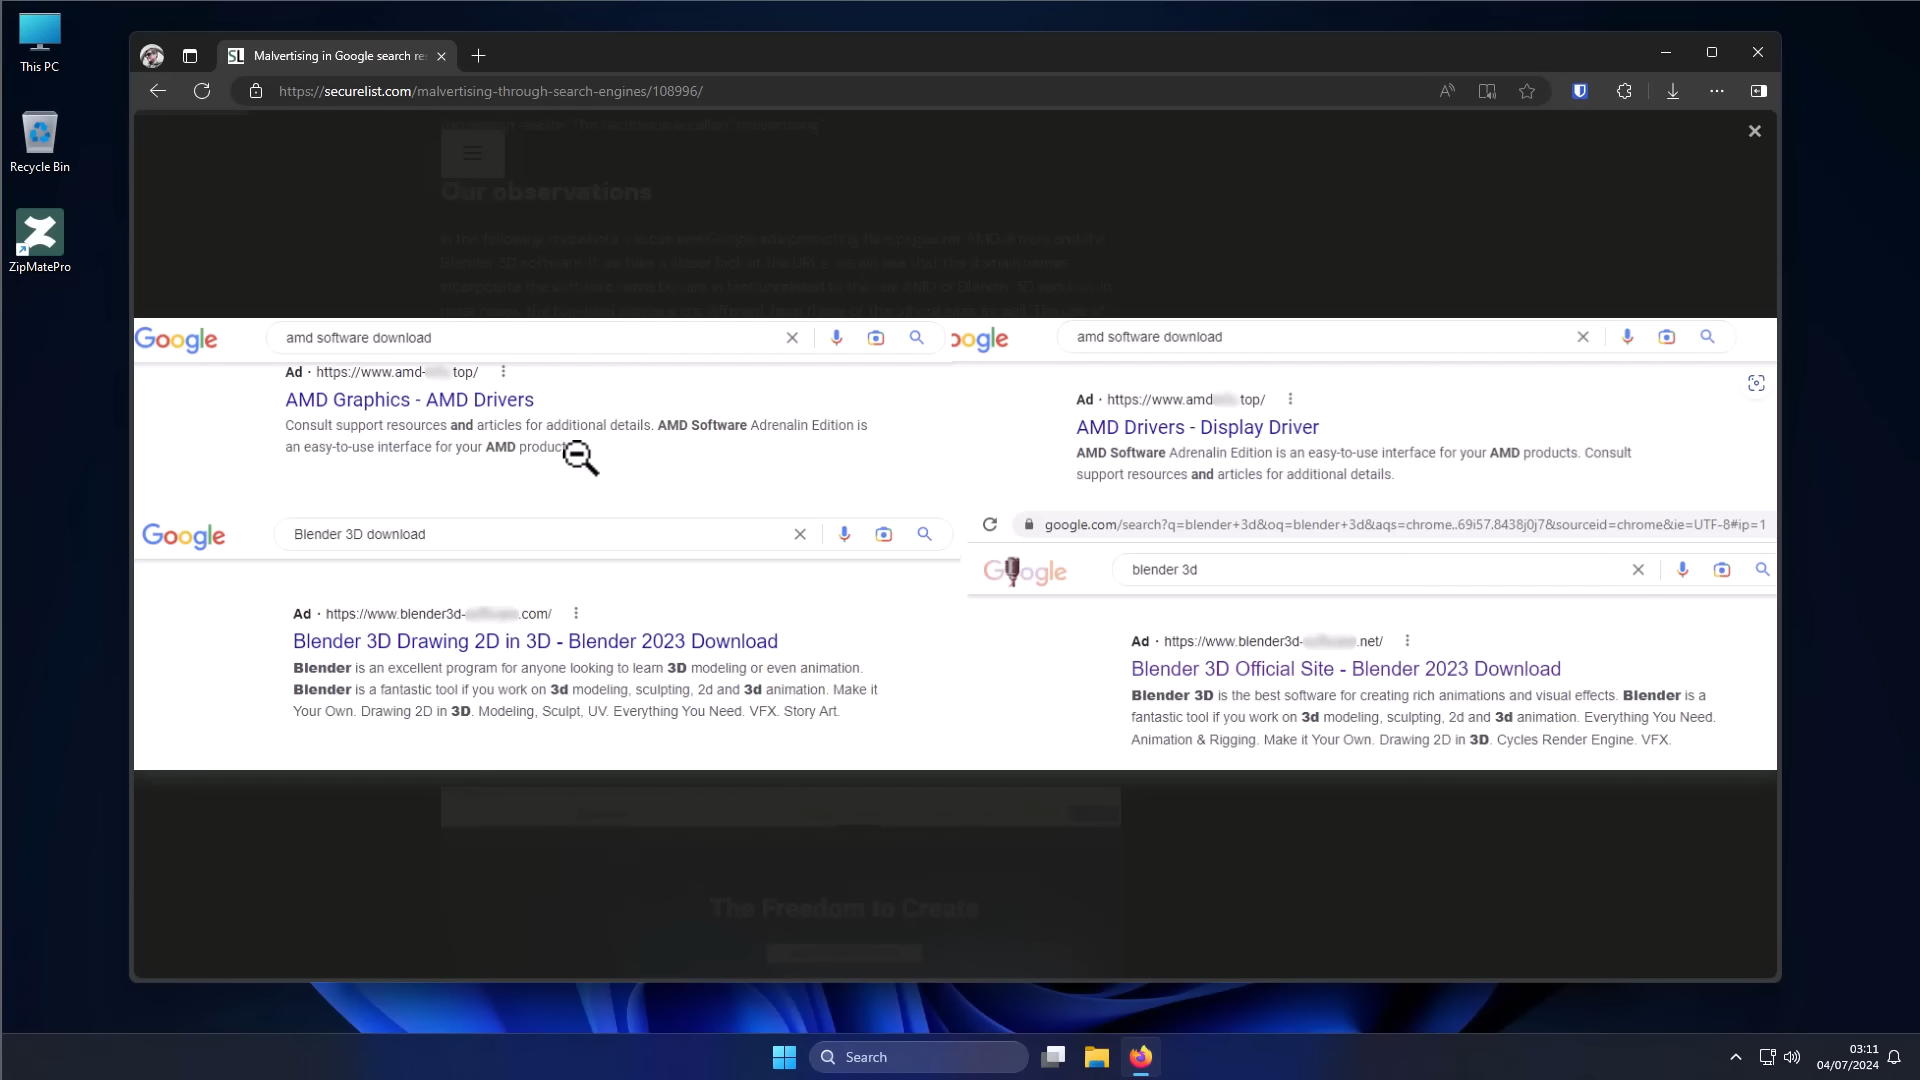 This PC
Recycle Bin
ZipMatePro
SL Malvertising in Google search re
https://securelist.com/malvertising-through-search-engines/108996/
Our observations
Google
amd software download
Ad · https://www.amd- top/
AMD Graphics - AMD Drivers
Consult support resources and articles for additional details. AMD Software Adrenalin Edition is
an easy-to-use interface for your AMD product
oogle
amd software download
Ad · https://www.amd top/
AMD Drivers - Display Driver
AMD Software Adrenalin Edition is an easy-to-use interface for your AMD products. Consult
support resources and articles for additional details.
Google
Blender 3D download
Ad · https://www.blender3d- .com/
Blender 3D Drawing 2D in 3D - Blender 2023 Download
Blender is an excellent program for anyone looking to learn 3D modeling or even animation.
Blender is a fantastic tool if you work on 3d modeling, sculpting, 2d and 3d animation. Make it
Your Own. Drawing 2D in 3D. Modeling, Sculpt, UV. Everything You Need. VFX. Story Art.
google.com/search?q=blender+3d&oq=blender+3d&aqs=chrome..69i57.8438j0j7&sourceid=chrome&ie=UTF-8#ip=1
Google
blender 3d
Ad · https://www.blender3d- .net/
Blender 3D Official Site - Blender 2023 Download
Blender 3D is the best software for creating rich animations and visual effects. Blender is a
fantastic tool if you work on 3d modeling, sculpting, 2d and 3d animation. Everything You Need.
Animation & Rigging. Make it Your Own. Drawing 2D in 3D. Cycles Render Engine. VFX.
The Freedom to Create
Search
03:11
04/07/2024